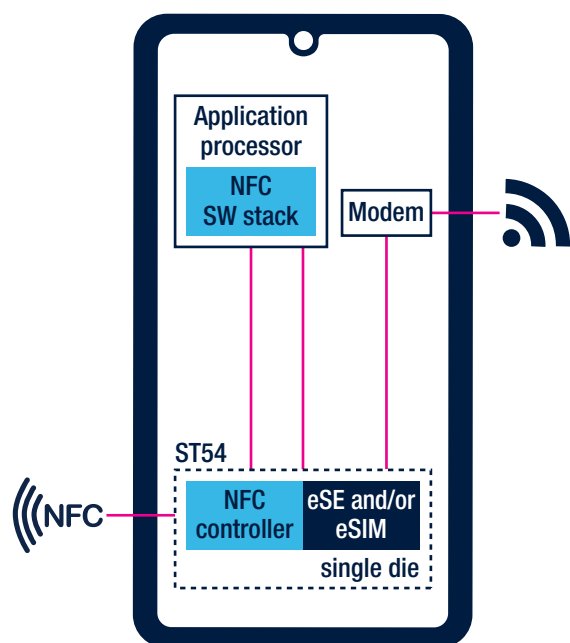 Application
processor
NFC
SW stack
Modem
ST54
NFC
NFC
controller
eSE and/or
eSIM
single die